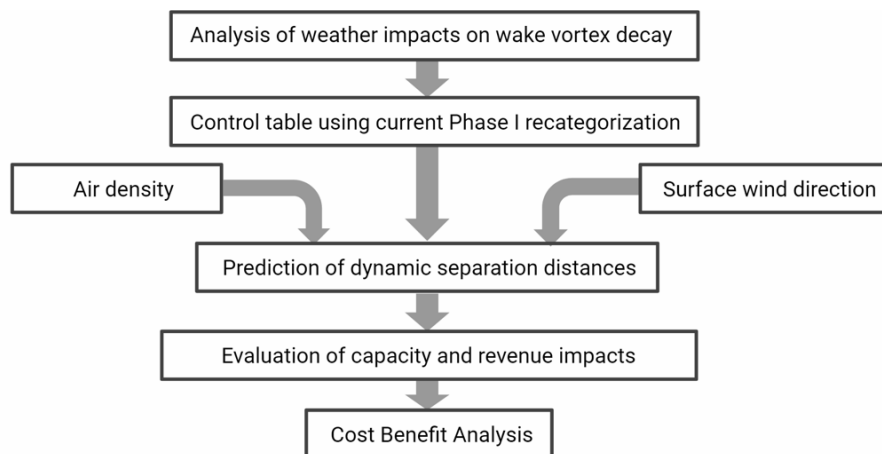 Analysis of weather impacts on wake vortex decay
Control table using current Phase I recategorization
Air density
Surface wind direction
Prediction of dynamic separation distances
Evaluation of capacity and revenue impacts
Cost Benefit Analysis